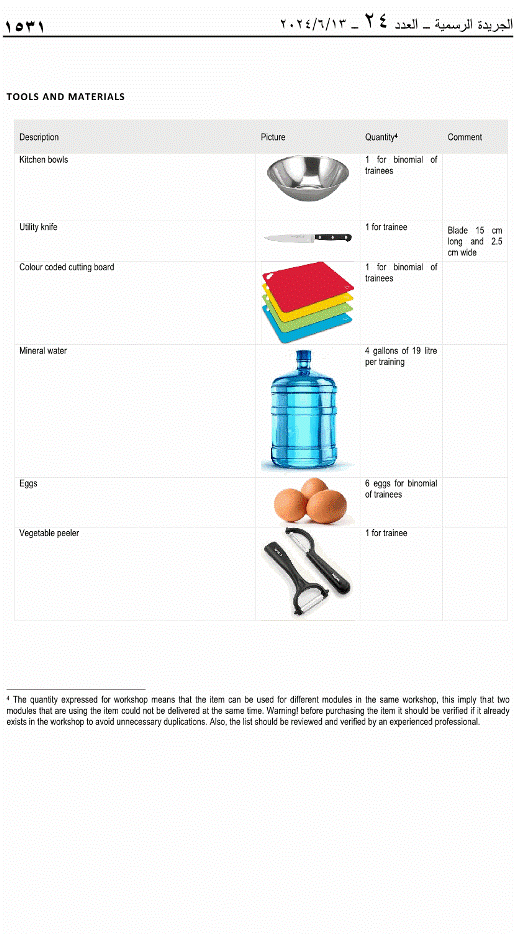 الجريدة الرسمية ــ العدد ٢٤ ــ ٢٠٢٤/٦/١٣
١٥٣١
TOOLS AND MATERIALS
Description Picture Quantity⁴ Comment
Kitchen bowls
1 for binomial of
trainees
Utility knife
1 for trainee
Blade 15 cm
long and 2.5
cm wide
Colour coded cutting board
1 for binomial of
trainees
Mineral water
4 gallons of 19 litre
per training
Eggs
6 eggs for binomial
of trainees
Vegetable peeler
1 for trainee
⁴ The quantity expressed for workshop means that the item can be used for different modules in the same workshop, this imply that two
modules that are using the item could not be delivered at the same time. Warning! before purchasing the item it should be verified if it already
exists in the workshop to avoid unnecessary duplications. Also, the list should be reviewed and verified by an experienced professional.